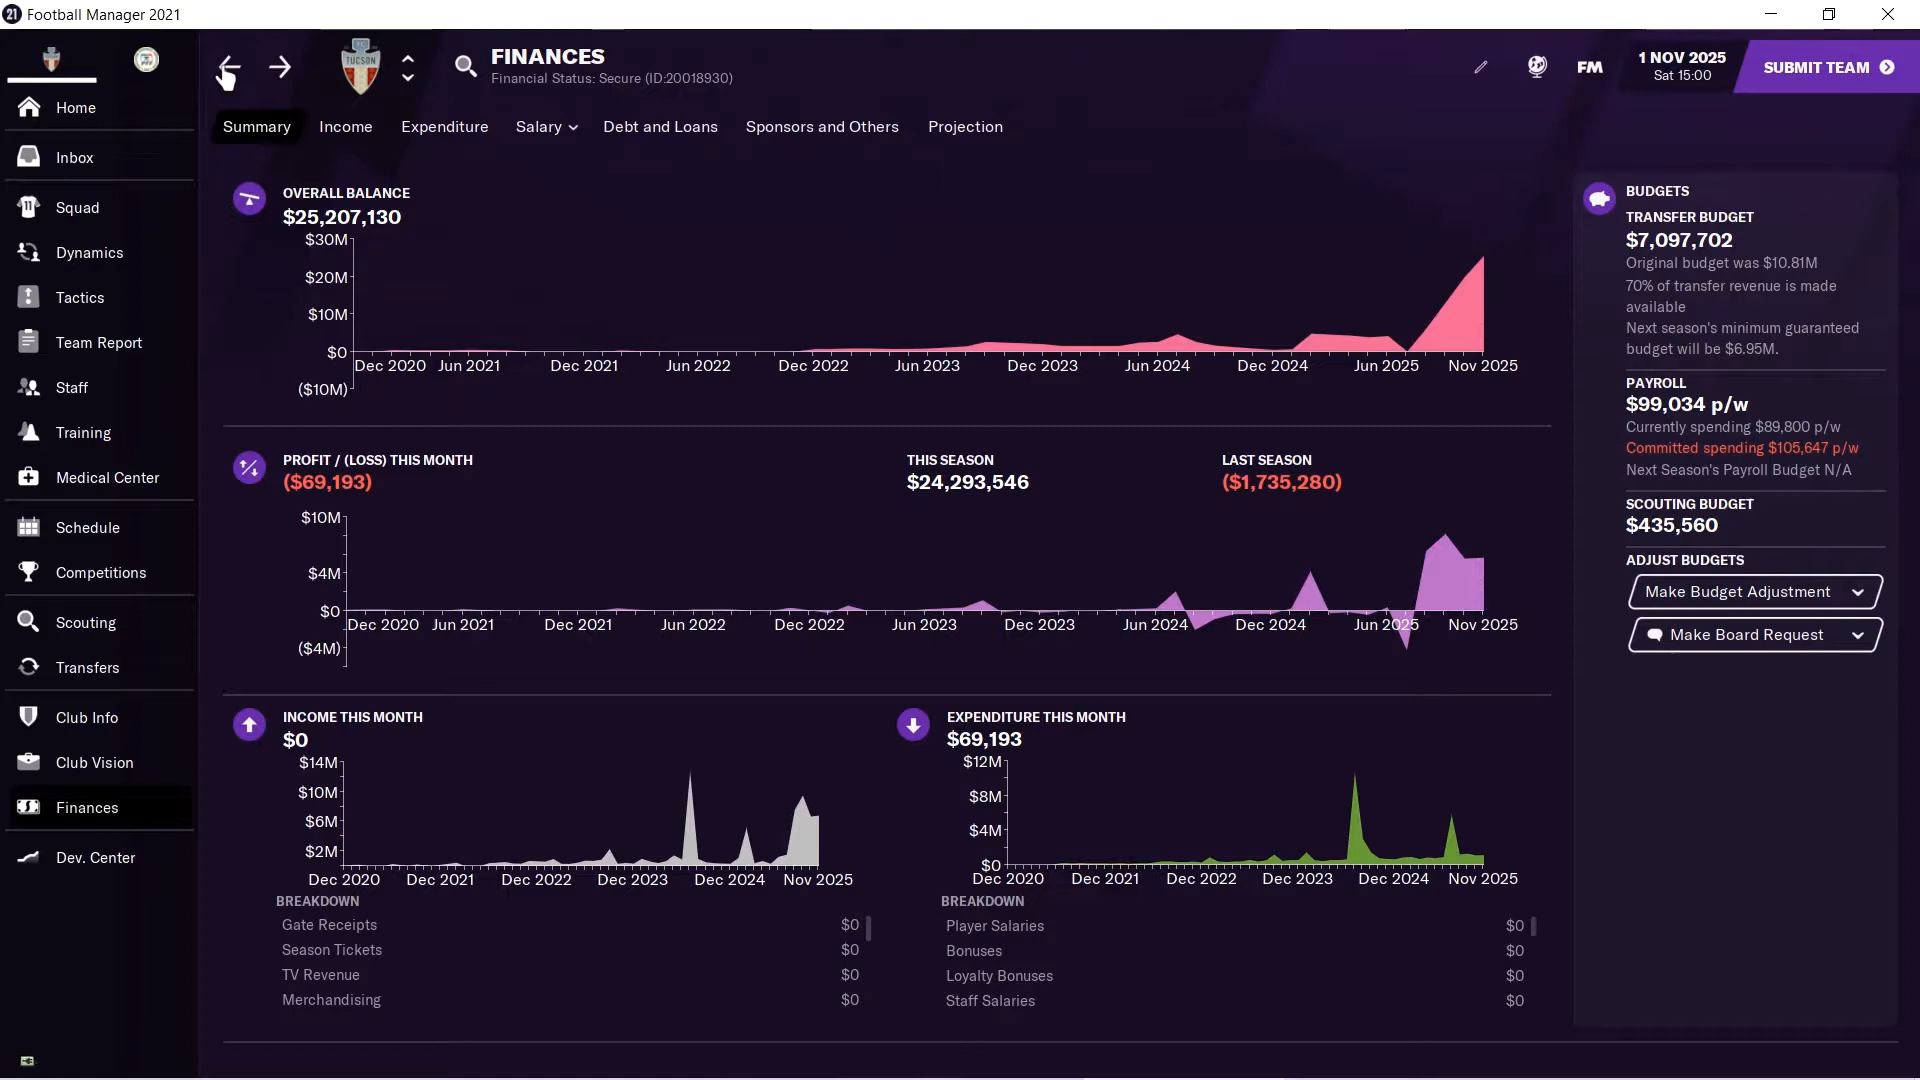 21 Football Manager 2021
FC
TUCSON
FINANCES
Financial Status: Secure (ID:20018930)
FM
1 NOV 2025
Sat 15:00
SUBMIT TEAM
Home
Inbox
Squad
Dynamics
Tactics
Team Report
Staff
Training
Medical Center
Schedule
Competitions
Scouting
Transfers
Club Info
Club Vision
Finances
Dev. Center
Summary Income Expenditure Salary Debt and Loans Sponsors and Others Projection
OVERALL BALANCE
$25,207,130
$30M
$20M
$10M
$0
($10M)
Dec 2020 Jun 2021 Dec 2021 Jun 2022 Dec 2022 Jun 2023 Dec 2023 Jun 2024 Dec 2024 Jun 2025 Nov 2025
PROFIT / (LOSS) THIS MONTH
($69,193)
THIS SEASON
$24,293,546
LAST SEASON
($1,735,280)
$10M
$4M
$0
($4M)
Dec 2020 Jun 2021 Dec 2021 Jun 2022 Dec 2022 Jun 2023 Dec 2023 Jun 2024 Dec 2024 Jun 2025 Nov 2025
INCOME THIS MONTH
$0
$14M
$10M
$6M
$2M
Dec 2020 Dec 2021 Dec 2022 Dec 2023 Dec 2024 Nov 2025
BREAKDOWN
Gate Receipts $0
Season Tickets $0
TV Revenue $0
Merchandising $0
EXPENDITURE THIS MONTH
$69,193
$12M
$8M
$4M
$0
Dec 2020 Dec 2021 Dec 2022 Dec 2023 Dec 2024 Nov 2025
BREAKDOWN
Player Salaries $0
Bonuses $0
Loyalty Bonuses $0
Staff Salaries $0
BUDGETS
TRANSFER BUDGET
$7,097,702
Original budget was $10.81M
70% of transfer revenue is made
available
Next season's minimum guaranteed
budget will be $6.95M.
PAYROLL
$99,034 p/w
Currently spending $89,800 p/w
Committed spending $105,647 p/w
Next Season's Payroll Budget N/A
SCOUTING BUDGET
$435,560
ADJUST BUDGETS
Make Budget Adjustment
Make Board Request